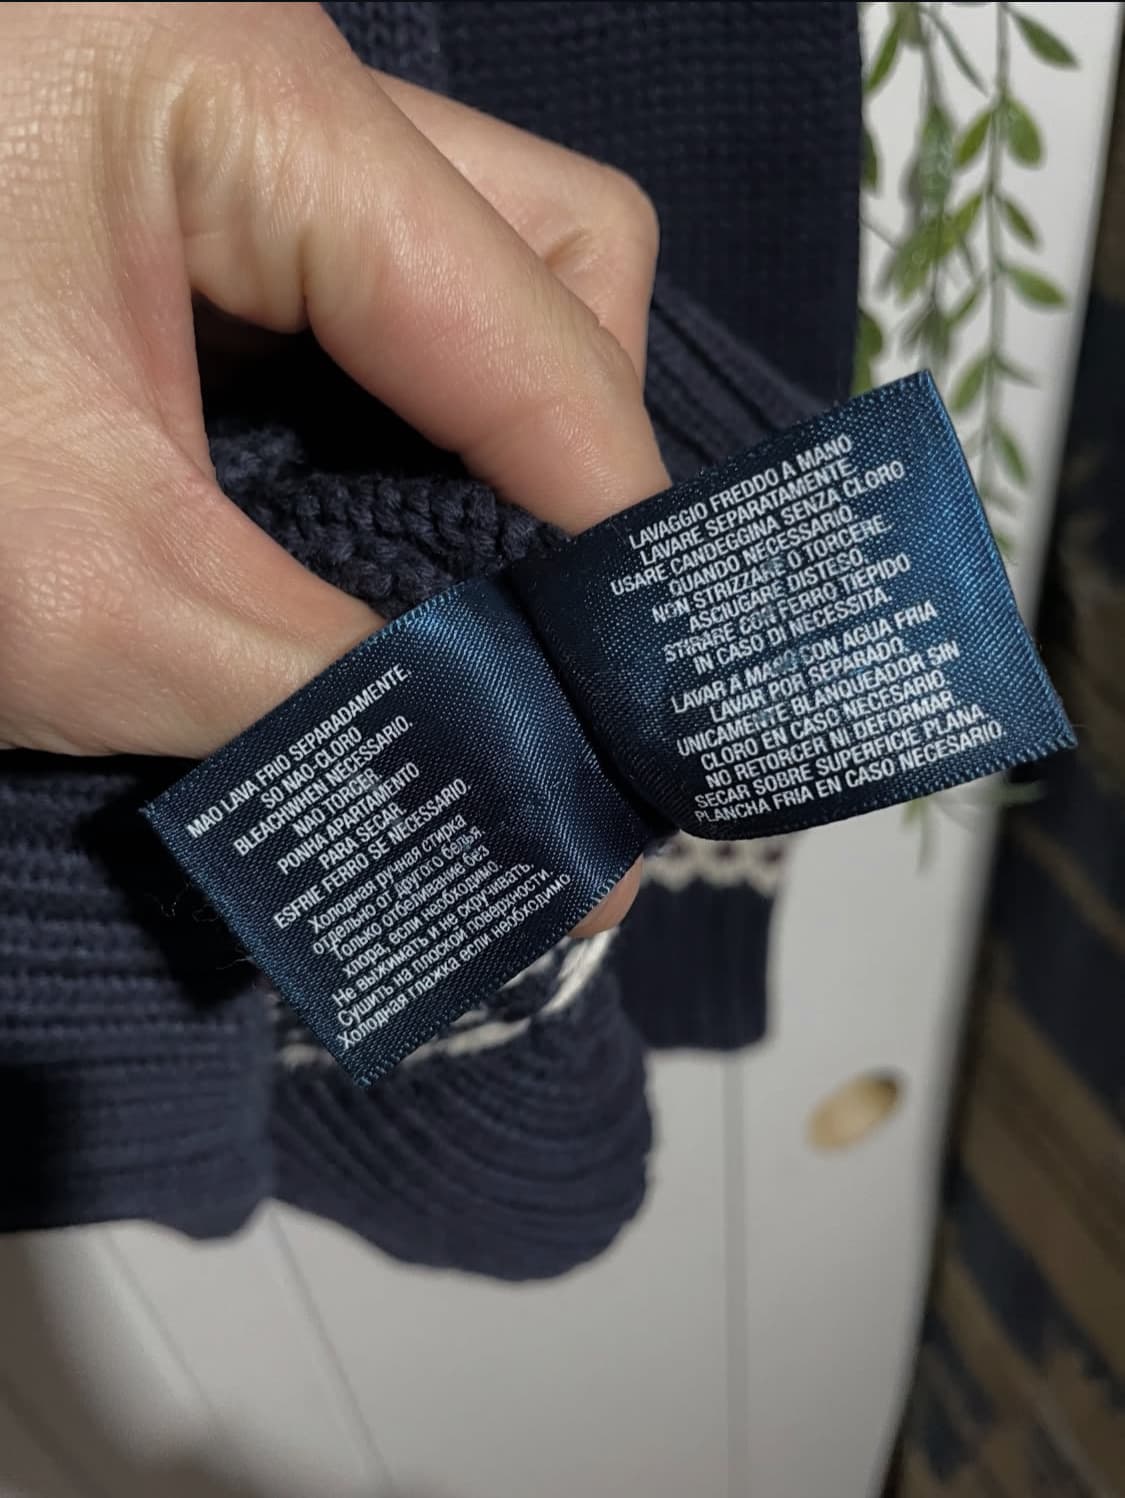 MAO LAVA FRIO SEPARADAMENTE.
SO NAO-CLORO
BLEACHWHEN NECESSARIO.
NAO TORCER
PONHA APARTAMENTO
PARA SECAR
ESFRIE FERRO SE NECESSARIO.
Холодная ручная стирка
отдельно от другого белья
Только отбеливание без
хлора, если необходимо.
Не выжимать и не скручивать
Сушить на плоской поверхности.
Холодная глажка если необходимо.
LAVAGGIO FREDDO A MANO
LAVARE SEPARATAMENTE
USARE CANDEGGINA SENZA CLORO
QUANDO NECESSARIO.
NON STRIZZARE O TORCERE.
ASCIUGARE DISTESO.
STIRARE CON FERRO TIEPIDO
IN CASO DI NECESSITA
LAVAR A MANO CON AGUA FRIA
LAVAR POR SEPARADO
UNICAMENTE BLANQUEADOR SIN
CLORO EN CASO NECESARIO
NO RETORCER NI DEFORMAR
SECAR SOBRE SUPERFICIE PLANA.
PLANCHA FRIA EN CASO NECESARIO.